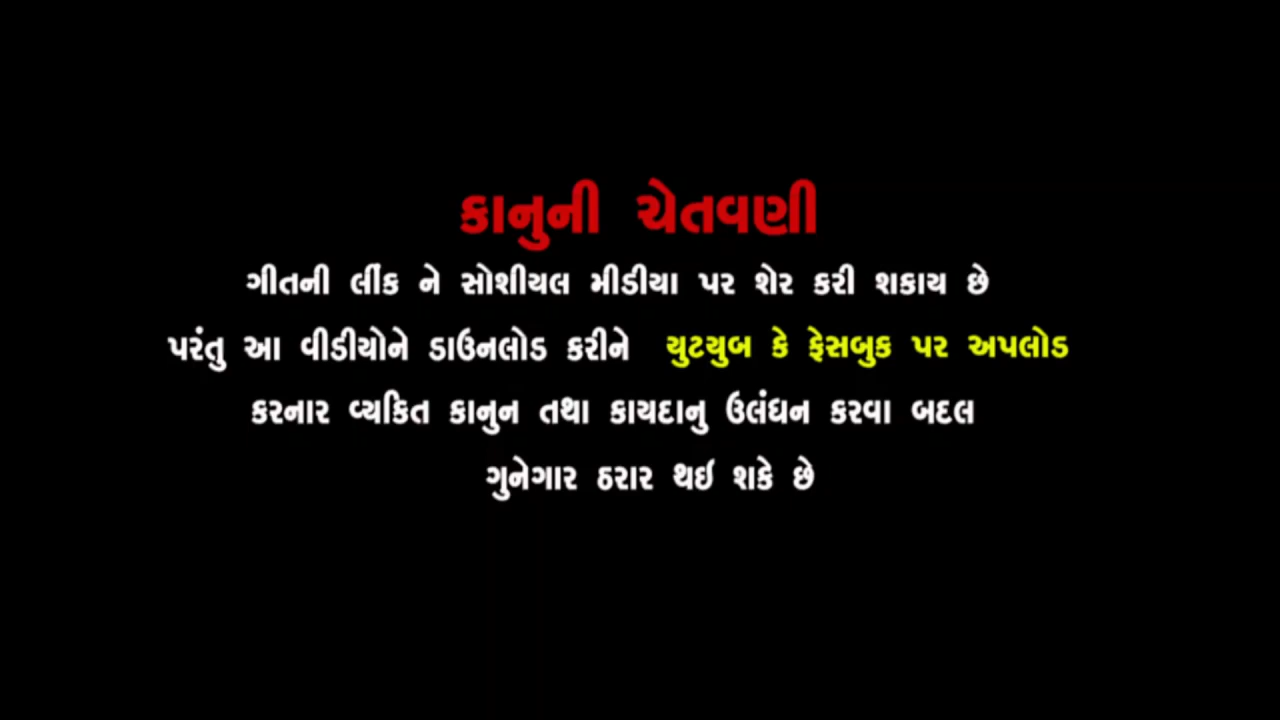 કાનુની ચેતવણી
ગીતની લીંક ને સોશીયલ મીડીયા પર શેર કરી શકાય છે
પરંતુ આ વીડીયોને ડાઉનલોડ કરીને યુટયુબ કે ફેસબુક પર અપલોડ
કરનાર વ્યકિત કાનુન તથા કાયદાનુ ઉલંઘન કરવા બદલ
ગુનેગાર ઠરાર થઇ શકે છે